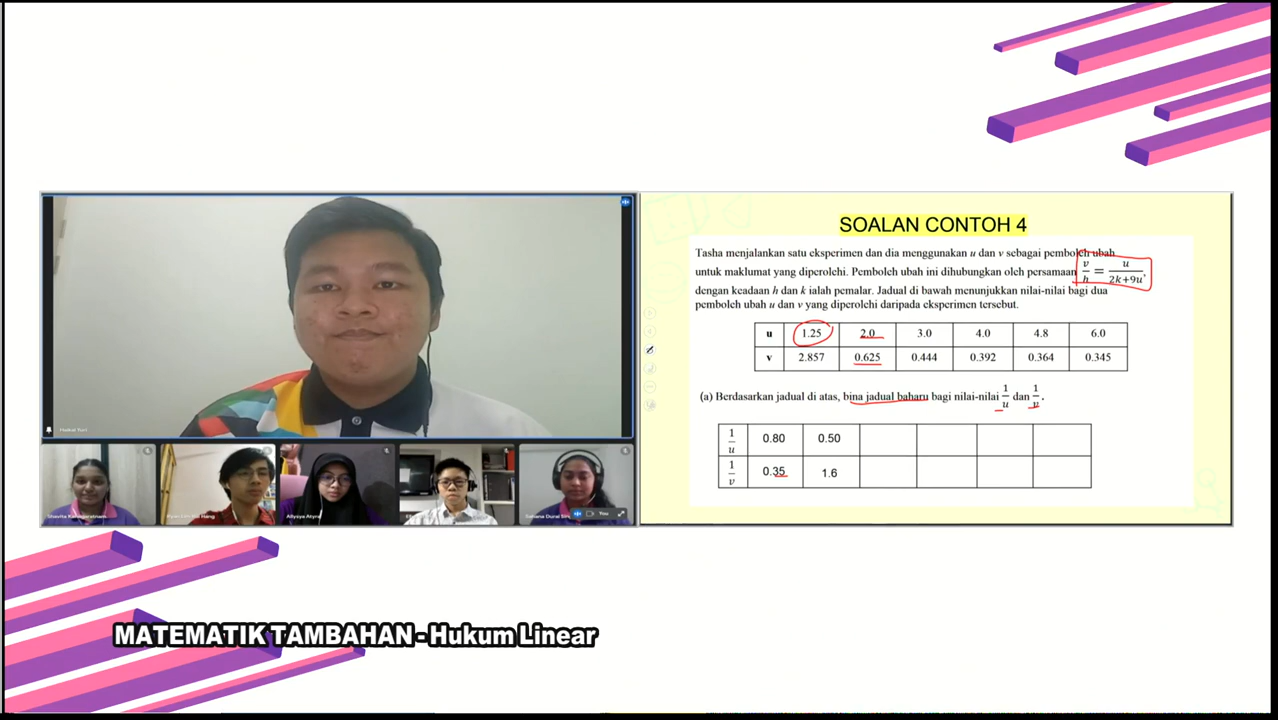 SOALAN CONTOH 4
Tasha menjalankan satu eksperimen dan dia menggunakan u dan v sebagai pemboleh ubah
untuk maklumat yang diperolehi. Pemboleh ubah ini dihubungkan oleh persamaan v/h = u/(2k+9u),
dengan keadaan h dan k ialah pemalar. Jadual di bawah menunjukkan nilai-nilai bagi dua
pemboleh ubah u dan v yang diperolehi daripada eksperimen tersebut.
u 1.25 2.0 3.0 4.0 4.8 6.0
v 2.857 0.625 0.444 0.392 0.364 0.345
(a) Berdasarkan jadual di atas, bina jadual baharu bagi nilai-nilai 1/u dan 1/v.
1/u 0.80 0.50
1/v 0.35 1.6
Haikal Turi
You
MATEMATIK TAMBAHAN - Hukum Linear